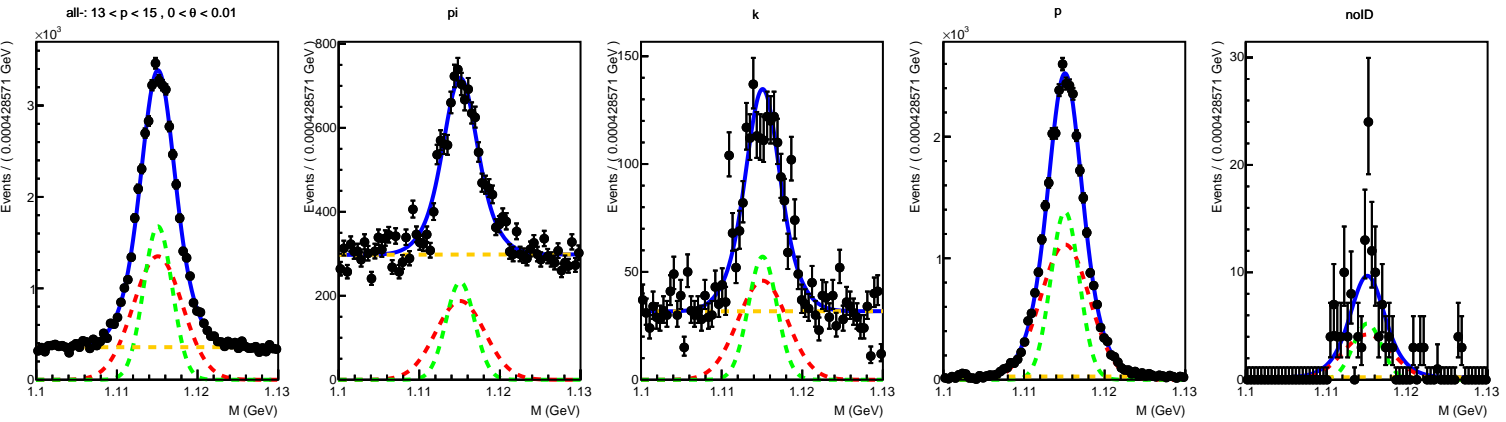 all-: 13 < p < 15 , 0 < θ < 0.01
×10³
Events / ( 0.000428571 GeV )
3
2
1
0
1.1 1.11 1.12 1.13
M (GeV)
pi
Events / ( 0.000428571 GeV )
800
600
400
200
0
1.1 1.11 1.12 1.13
M (GeV)
k
Events / ( 0.000428571 GeV )
150
100
50
0
1.1 1.11 1.12 1.13
M (GeV)
p
×10³
Events / ( 0.000428571 GeV )
2
1
0
1.1 1.11 1.12 1.13
M (GeV)
noID
Events / ( 0.000428571 GeV )
30
20
10
0
1.1 1.11 1.12 1.13
M (GeV)